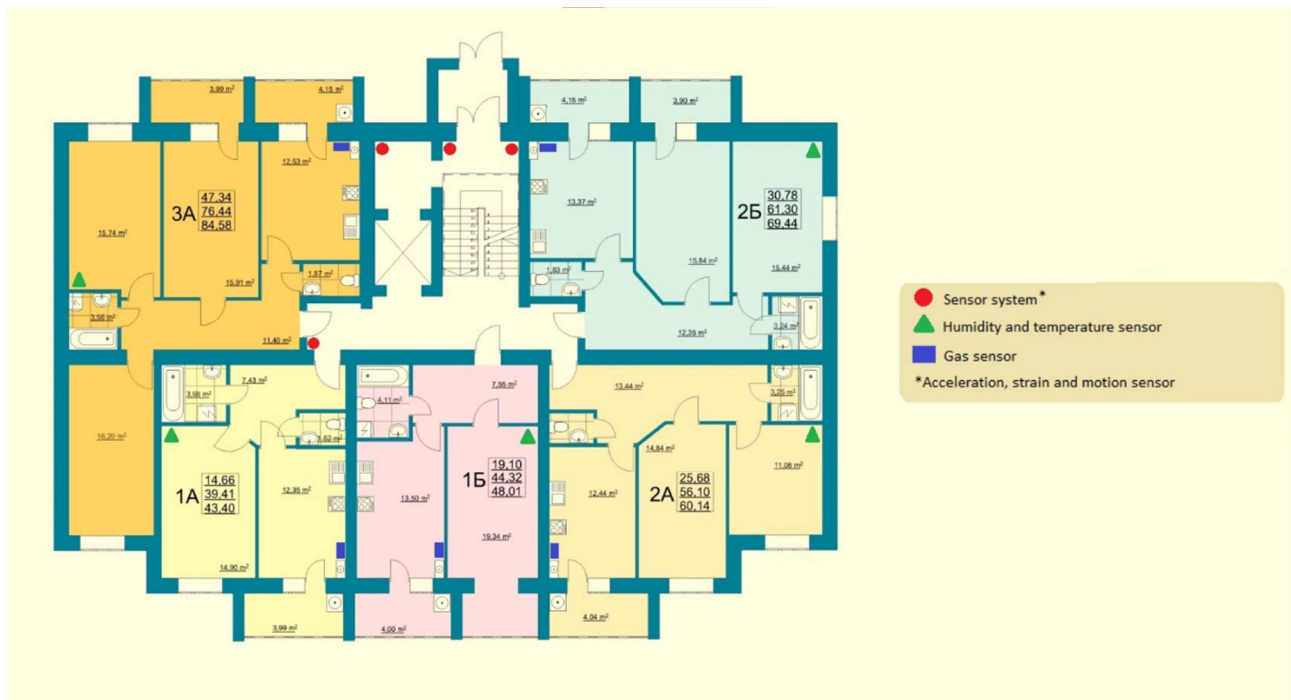 3,99 m²
4,15 m²
4,16 m²
3,90 m²
12,53 m²
3А
47.34
76.44
84.58
15,74 m²
15,91 m²
1,87 m²
3,56 m²
11,40 m²
13,37 m²
2Б
30.78
61.30
69.44
15,84 m²
15,44 m²
1,83 m²
12,35 m²
3,24 m²
Sensor system*
Humidity and temperature sensor
Gas sensor
*Acceleration, strain and motion sensor
16,20 m²
3,68 m²
7,43 m²
1,62 m²
4,11 m²
7,55 m²
13,44 m²
3,25 m²
1А
14.66
39.41
43.40
12,35 m²
14,90 m²
1Б
19.10
44.32
48.01
13,50 m²
19,34 m²
14,84 m²
2А
25.68
56.10
60.14
12,44 m²
11,08 m²
3,99 m²
4,00 m²
4,04 m²